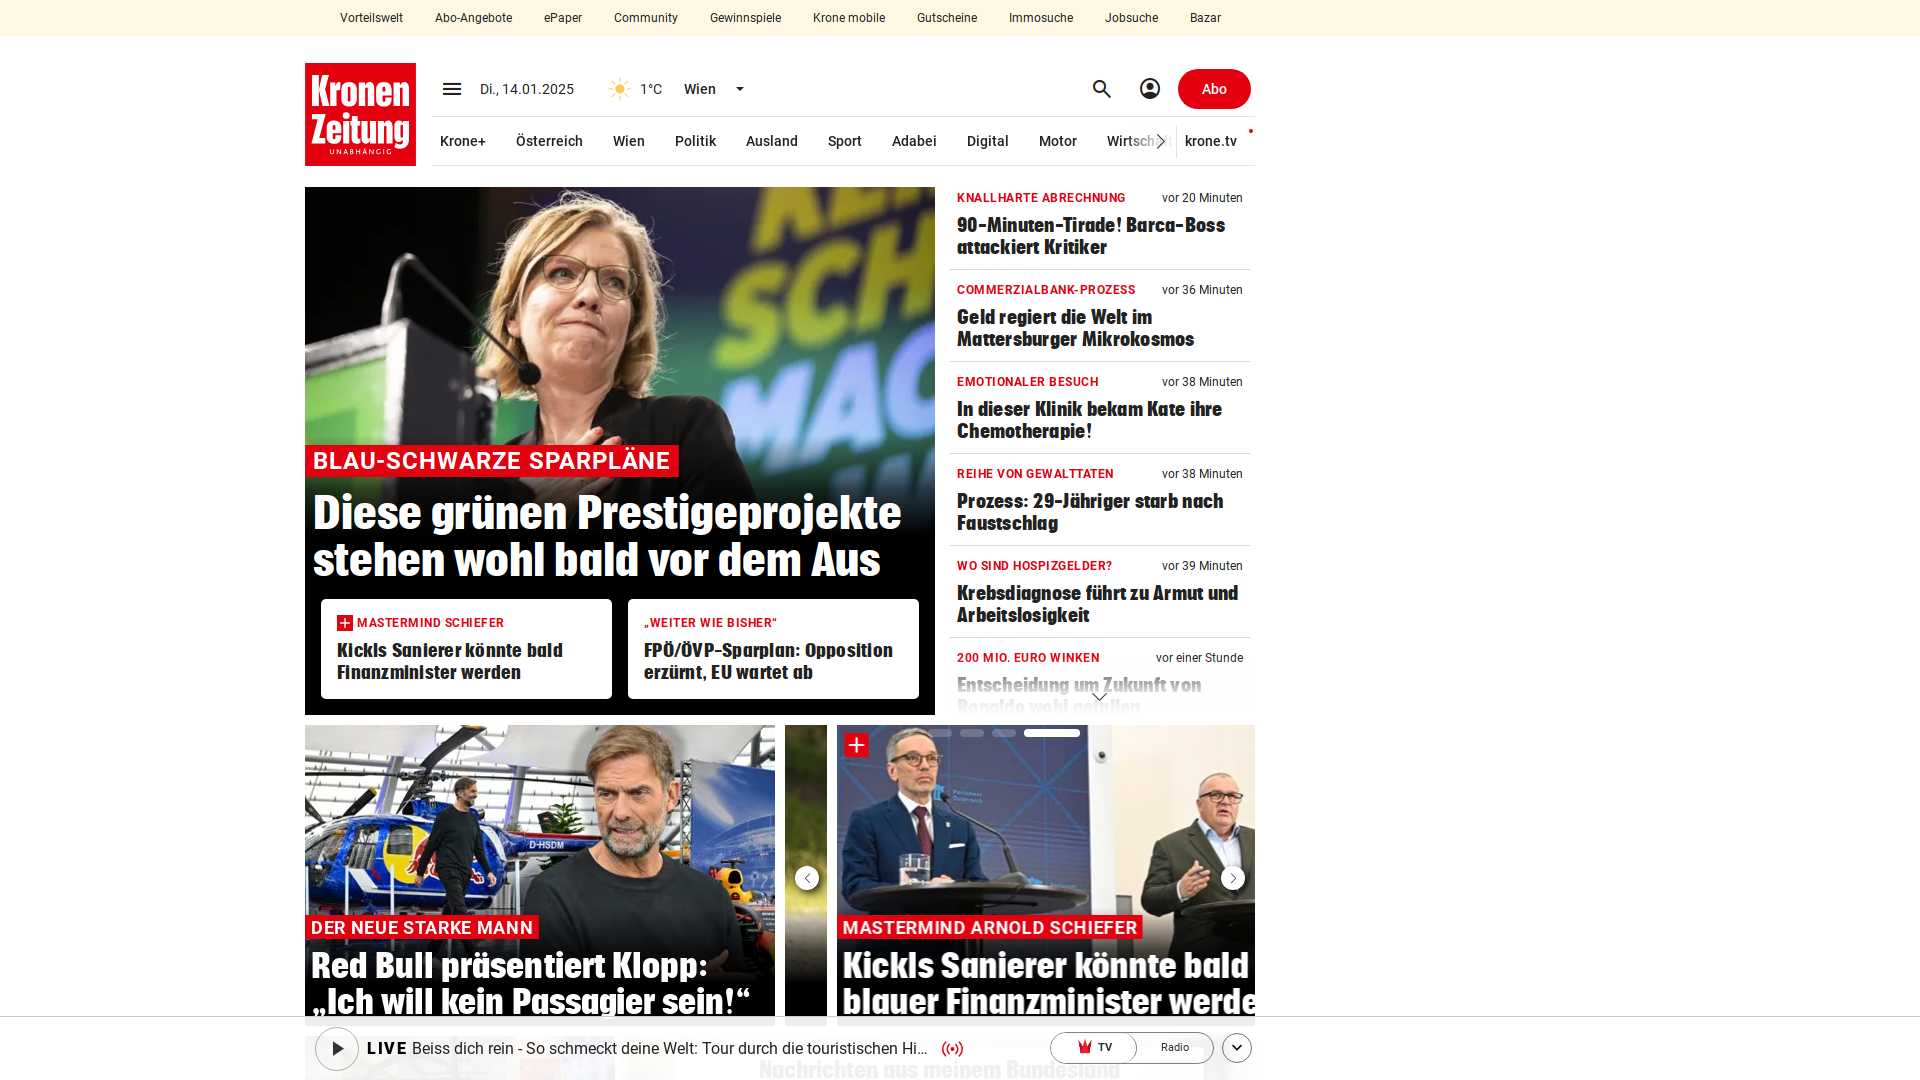 Vorteilswelt Abo-Angebote ePaper Community Gewinnspiele Krone mobile Gutscheine Immosuche Jobsuche Bazar
Kronen
Zeitung
UNABHÄNGIG
Di., 14.01.2025 1°C Wien Abo
Krone+ Österreich Wien Politik Ausland Sport Adabei Digital Motor Wirtschaft krone.tv
BLAU-SCHWARZE SPARPLÄNE
Diese grünen Prestigeprojekte
stehen wohl bald vor dem Aus
MASTERMIND SCHIEFER
Kickls Sanierer könnte bald
Finanzminister werden
„WEITER WIE BISHER“
FPÖ/ÖVP-Sparplan: Opposition
erzürnt, EU wartet ab
KNALLHARTE ABRECHNUNG vor 20 Minuten
90-Minuten-Tirade! Barca-Boss
attackiert Kritiker
COMMERZIALBANK-PROZESS vor 36 Minuten
Geld regiert die Welt im
Mattersburger Mikrokosmos
EMOTIONALER BESUCH vor 38 Minuten
In dieser Klinik bekam Kate ihre
Chemotherapie!
REIHE VON GEWALTTATEN vor 38 Minuten
Prozess: 29-Jähriger starb nach
Faustschlag
WO SIND HOSPIZGELDER? vor 39 Minuten
Krebsdiagnose führt zu Armut und
Arbeitslosigkeit
200 MIO. EURO WINKEN vor einer Stunde
Entscheidung um Zukunft von
Ronaldo wohl gefallen
D-HSDM
DER NEUE STARKE MANN
Red Bull präsentiert Klopp:
„Ich will kein Passagier sein!“
MASTERMIND ARNOLD SCHIEFER
Kickls Sanierer könnte bald
blauer Finanzminister werde
LIVE Beiss dich rein - So schmeckt deine Welt: Tour durch die touristischen Hi... TV Radio
Nachrichten aus meinem Bundesland